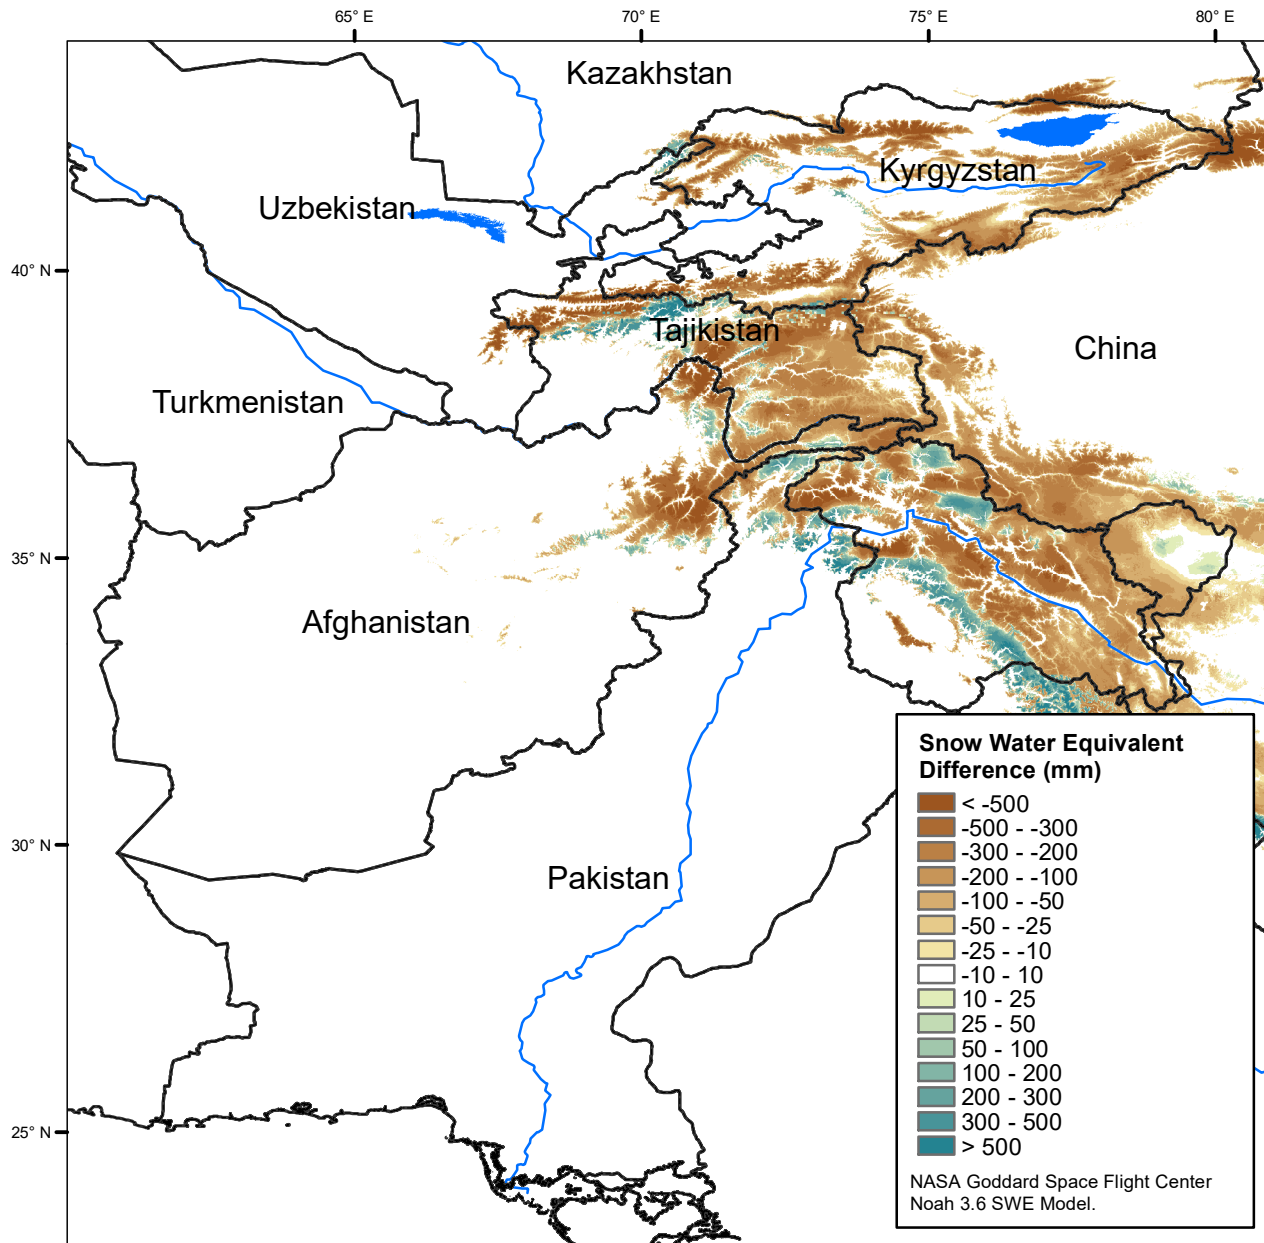 65° E
70° E
75° E
80° E
Kazakhstan
Kyrgyzstan
Uzbekistan
40° N
Tajikistan
China
Turkmenistan
35° N
Afghanistan
30° N
Pakistan
25° N
Snow Water Equivalent
Difference (mm)
< -500
-500 - -300
-300 - -200
-200 - -100
-100 - -50
-50 - -25
-25 - -10
-10 - 10
10 - 25
25 - 50
50 - 100
100 - 200
200 - 300
300 - 500
> 500
NASA Goddard Space Flight Center
Noah 3.6 SWE Model.